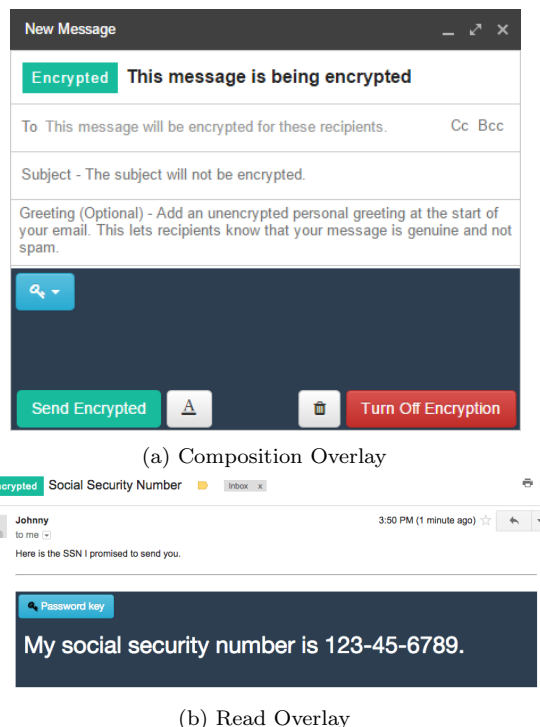 New Message
Encrypted This message is being encrypted
To This message will be encrypted for these recipients. Cc Bcc
Subject - The subject will not be encrypted.
Greeting (Optional) - Add an unencrypted personal greeting at the start of
your email. This lets recipients know that your message is genuine and not
spam.
Send Encrypted A Turn Off Encryption
(a) Composition Overlay
ncrypted Social Security Number Inbox x
Johnny 3:50 PM (1 minute ago)
to me
Here is the SSN I promised to send you.
Password key
My social security number is 123-45-6789.
(b) Read Overlay